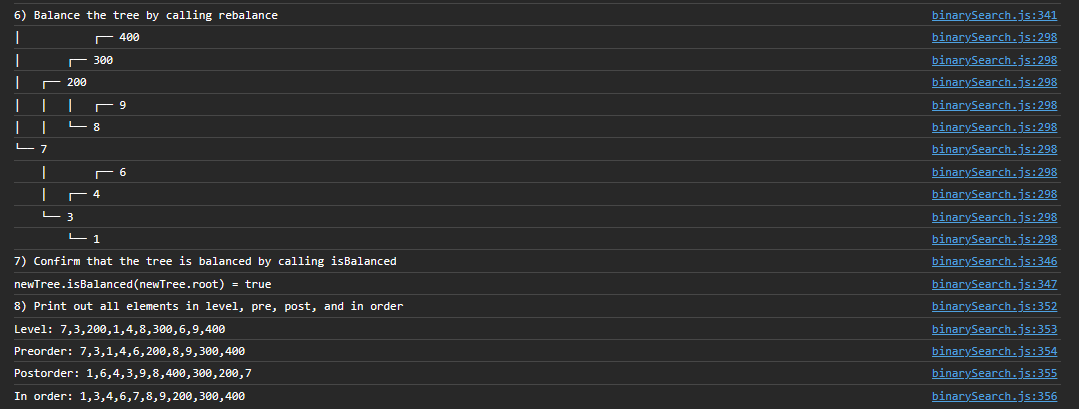 6) Balance the tree by calling rebalance binarySearch.js:341
│           ┌── 400 binarySearch.js:298
│       ┌── 300 binarySearch.js:298
│   ┌── 200 binarySearch.js:298
│   │   │   ┌── 9 binarySearch.js:298
│   │   └── 8 binarySearch.js:298
└── 7 binarySearch.js:298
    │       ┌── 6 binarySearch.js:298
    │   ┌── 4 binarySearch.js:298
    └── 3 binarySearch.js:298
        └── 1 binarySearch.js:298
7) Confirm that the tree is balanced by calling isBalanced binarySearch.js:346
newTree.isBalanced(newTree.root) = true binarySearch.js:347
8) Print out all elements in level, pre, post, and in order binarySearch.js:352
Level: 7,3,200,1,4,8,300,6,9,400 binarySearch.js:353
Preorder: 7,3,1,4,6,200,8,9,300,400 binarySearch.js:354
Postorder: 1,6,4,3,9,8,400,300,200,7 binarySearch.js:355
In order: 1,3,4,6,7,8,9,200,300,400 binarySearch.js:356